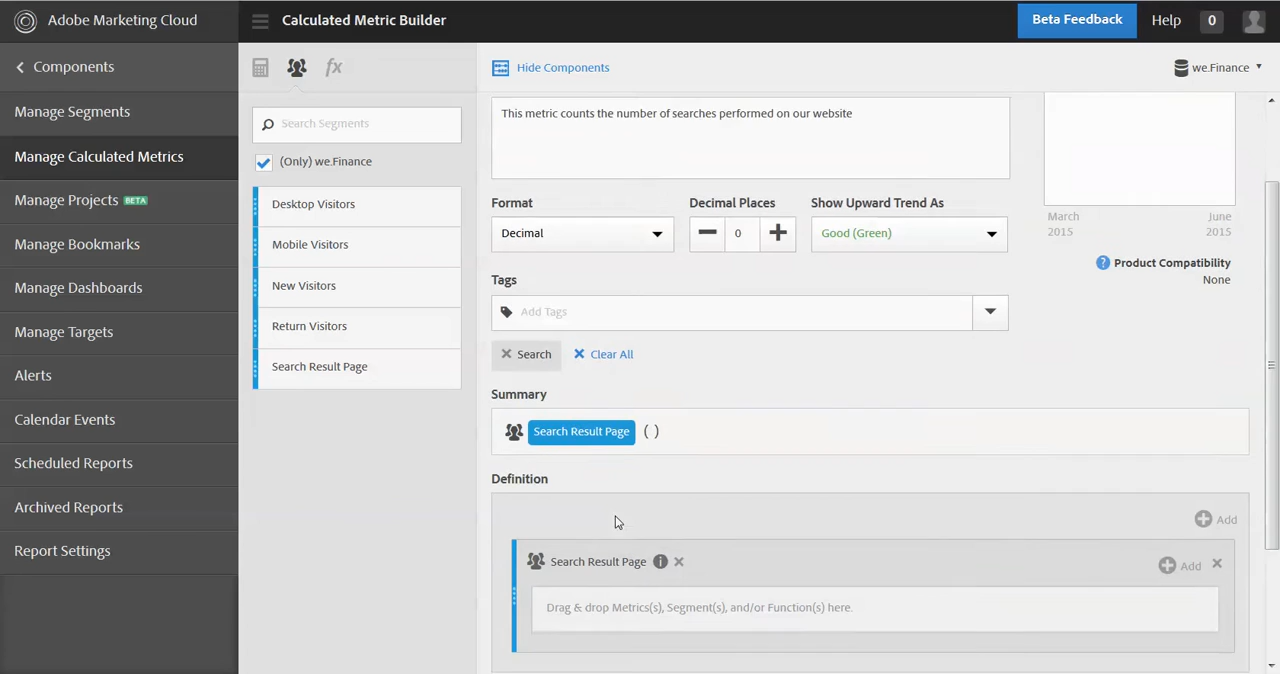 Adobe Marketing Cloud
Calculated Metric Builder
Beta Feedback
Help
0
Components
Manage Segments
Manage Calculated Metrics
Manage Projects BETA
Manage Bookmarks
Manage Dashboards
Manage Targets
Alerts
Calendar Events
Scheduled Reports
Archived Reports
Report Settings
fx
Search Segments
(Only) we.Finance
Desktop Visitors
Mobile Visitors
New Visitors
Return Visitors
Search Result Page
Hide Components
we.Finance
This metric counts the number of searches performed on our website
Format
Decimal Places
Show Upward Trend As
Decimal
0
Good (Green)
March
2015
June
2015
? Product Compatibility
None
Tags
Add Tags
Search
Clear All
Summary
Search Result Page ( )
Definition
Add
Search Result Page
Add
Drag & drop Metrics(s), Segment(s), and/or Function(s) here.